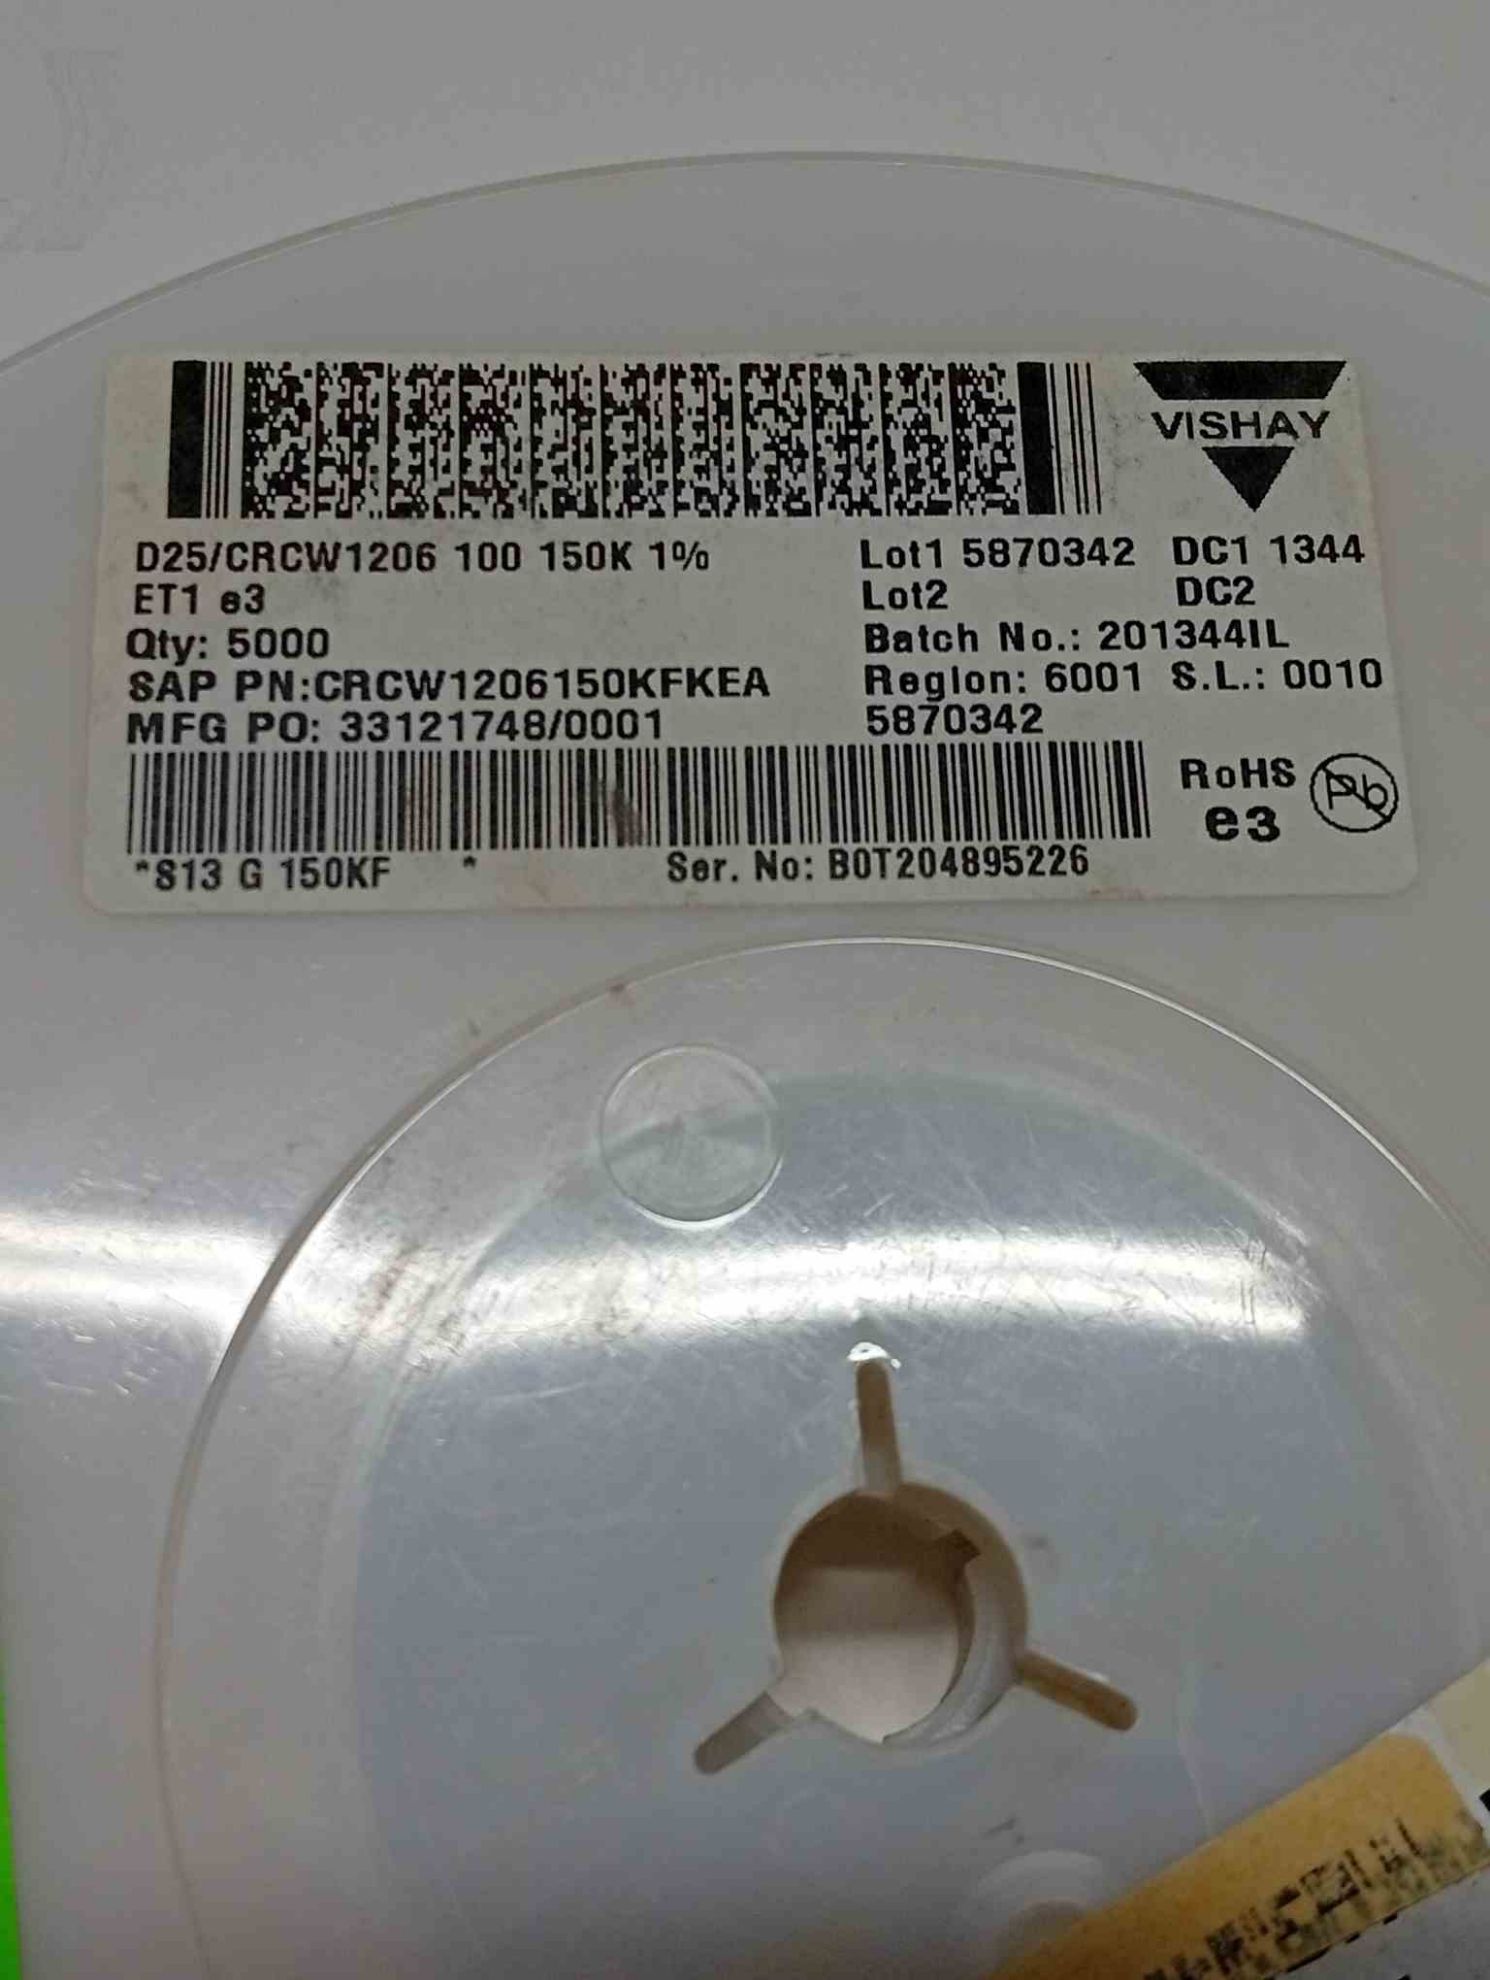 VISHAY
D25/CRCW1206 100 150K 1%
ET1 e3
Qty: 5000
SAP PN:CRCW1206150KFKEA
MFG PO: 33121748/0001
Lot1 5870342 DC1 1344
Lot2 DC2
Batch No.: 201344IL
Region: 6001 S.L.: 0010
5870342
RoHS
e3
Pb
*S13 G 150KF *
Ser. No: B0T204895226